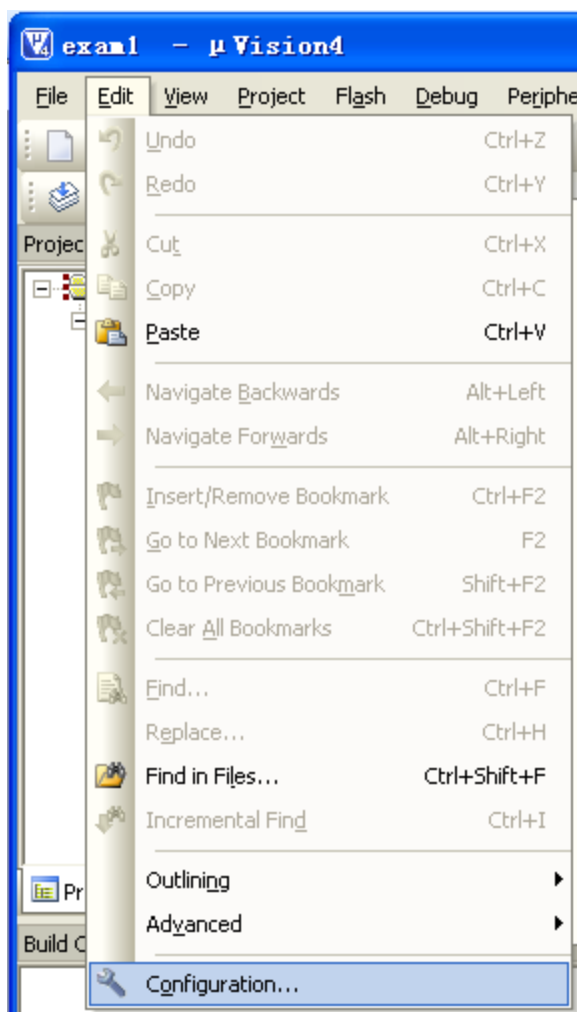 exam1 - μVision4
File Edit View Project Flash Debug
Undo Ctrl+Z
Redo Ctrl+Y
Cut Ctrl+X
Copy Ctrl+C
Paste Ctrl+V
Navigate Backwards Alt+Left
Navigate Forwards Alt+Right
Insert/Remove Bookmark Ctrl+F2
Go to Next Bookmark F2
Go to Previous Bookmark Shift+F2
Clear All Bookmarks Ctrl+Shift+F2
Find... Ctrl+F
Replace... Ctrl+H
Find in Files... Ctrl+Shift+F
Incremental Find Ctrl+I
Outlining
Advanced
Build
Configuration...